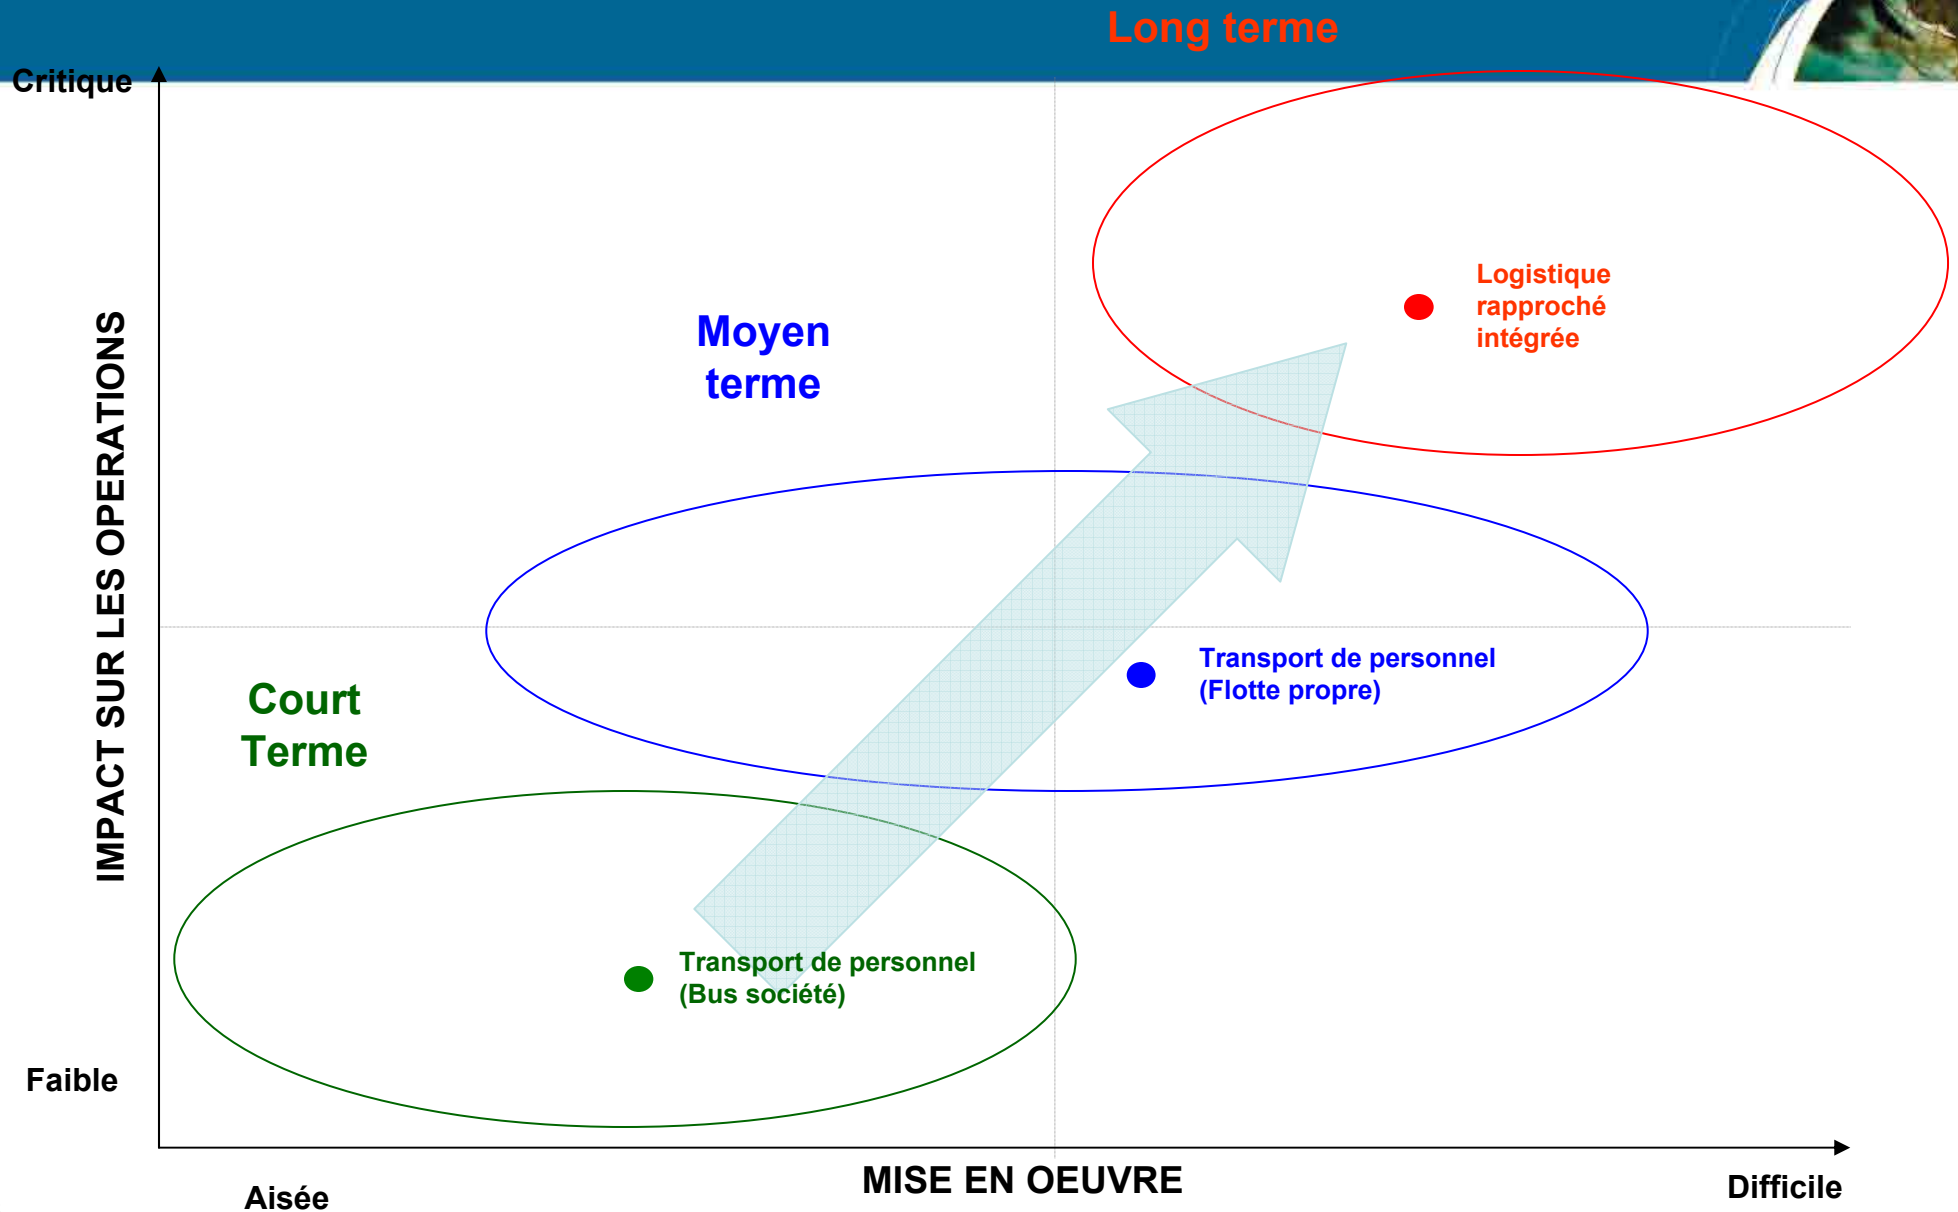 Long terme
Critique
Logistique
rapproché
intégrée
Moyen
terme
IMPACT SUR LES OPERATIONS
Transport de personnel
(Flotte propre)
Court
Terme
Transport de personnel
(Bus société)
Faible
MISE EN OEUVRE
Aisée
Difficile